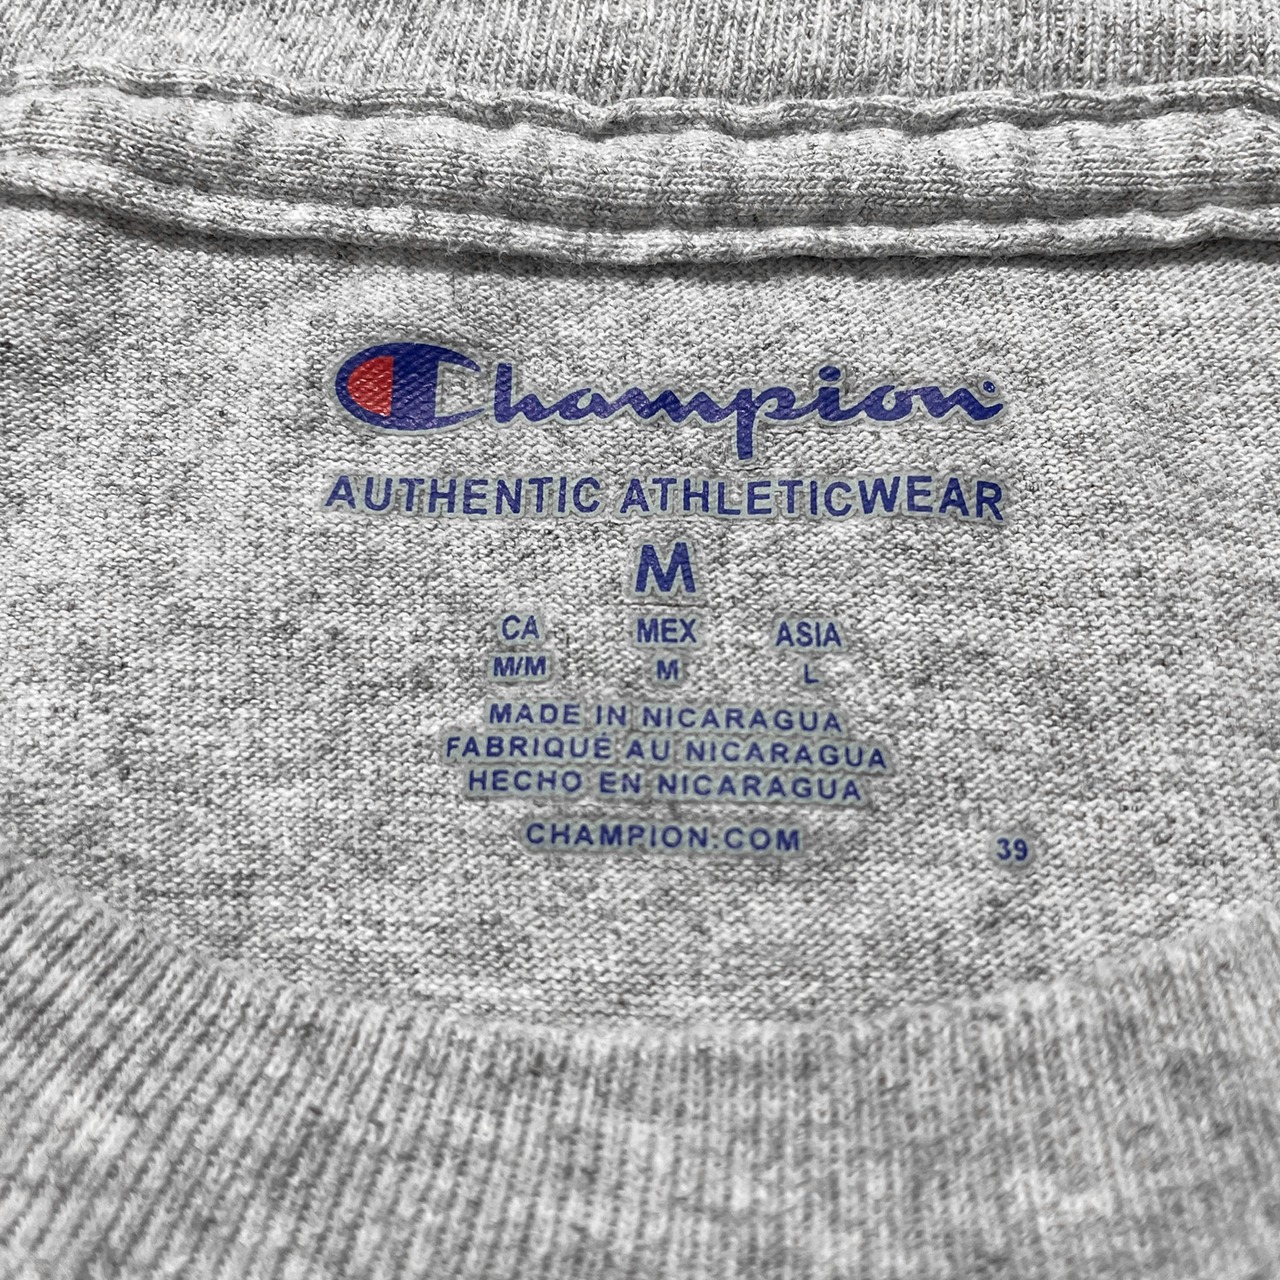 Champion
AUTHENTIC ATHLETICWEAR
M
CA MEX ASIA
M/M M L
MADE IN NICARAGUA
FABRIQUÉ AU NICARAGUA
HECHO EN NICARAGUA
CHAMPION.COM 39